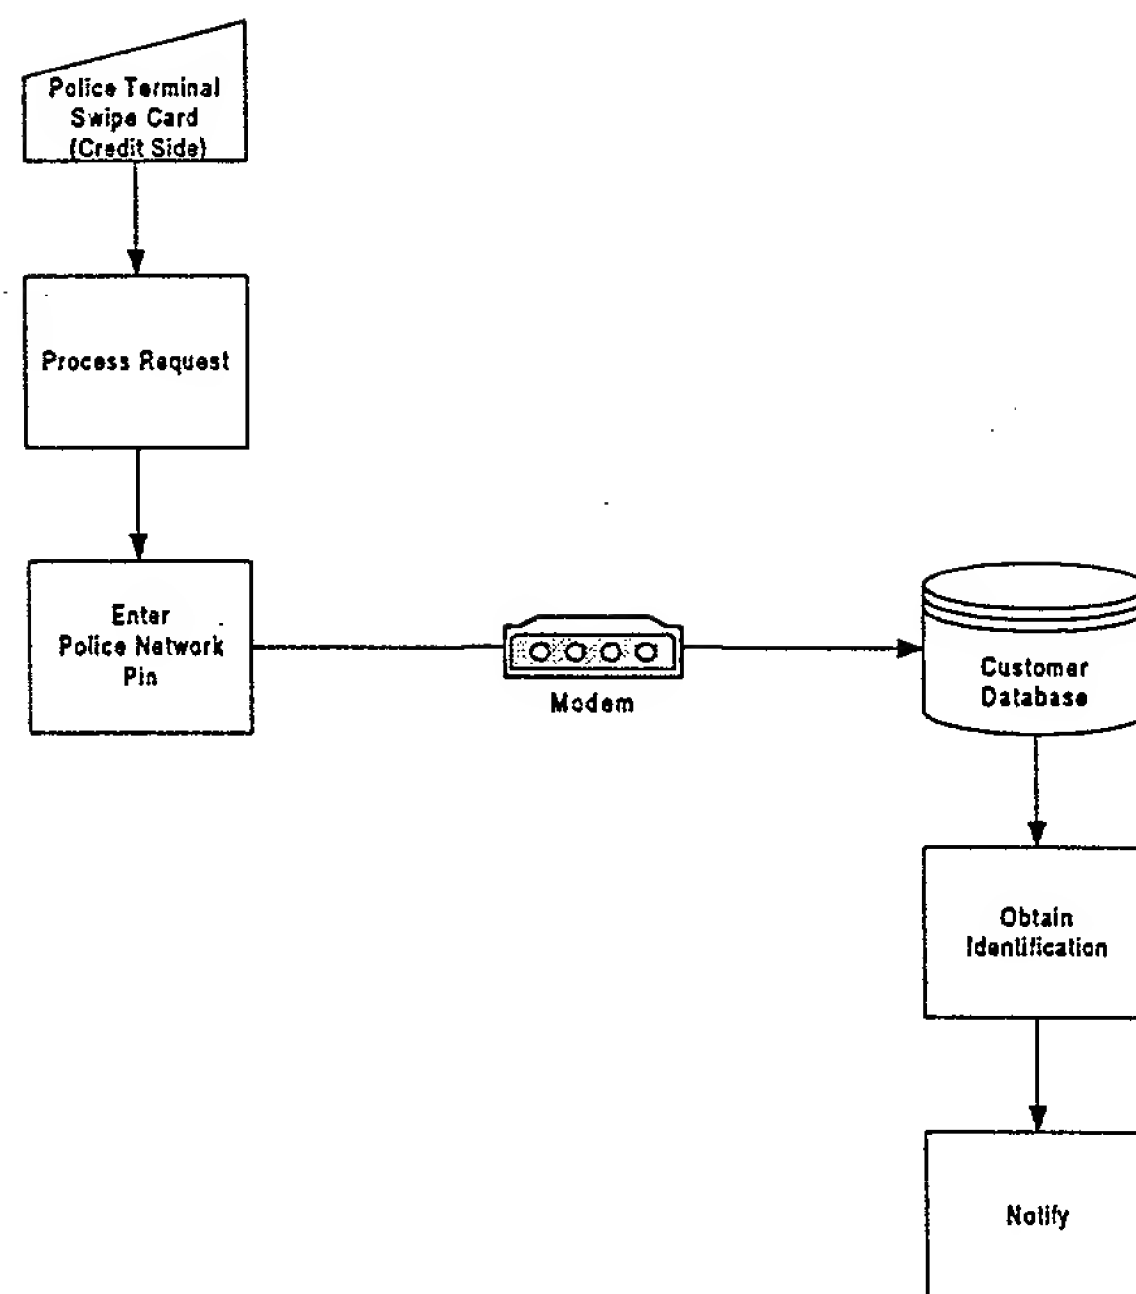 Police Terminal
Swipe Card
(Credit Side)
Process Request
Enter
Police Network
Pin
Modem
Customer
Database
Obtain
Identification
Notify